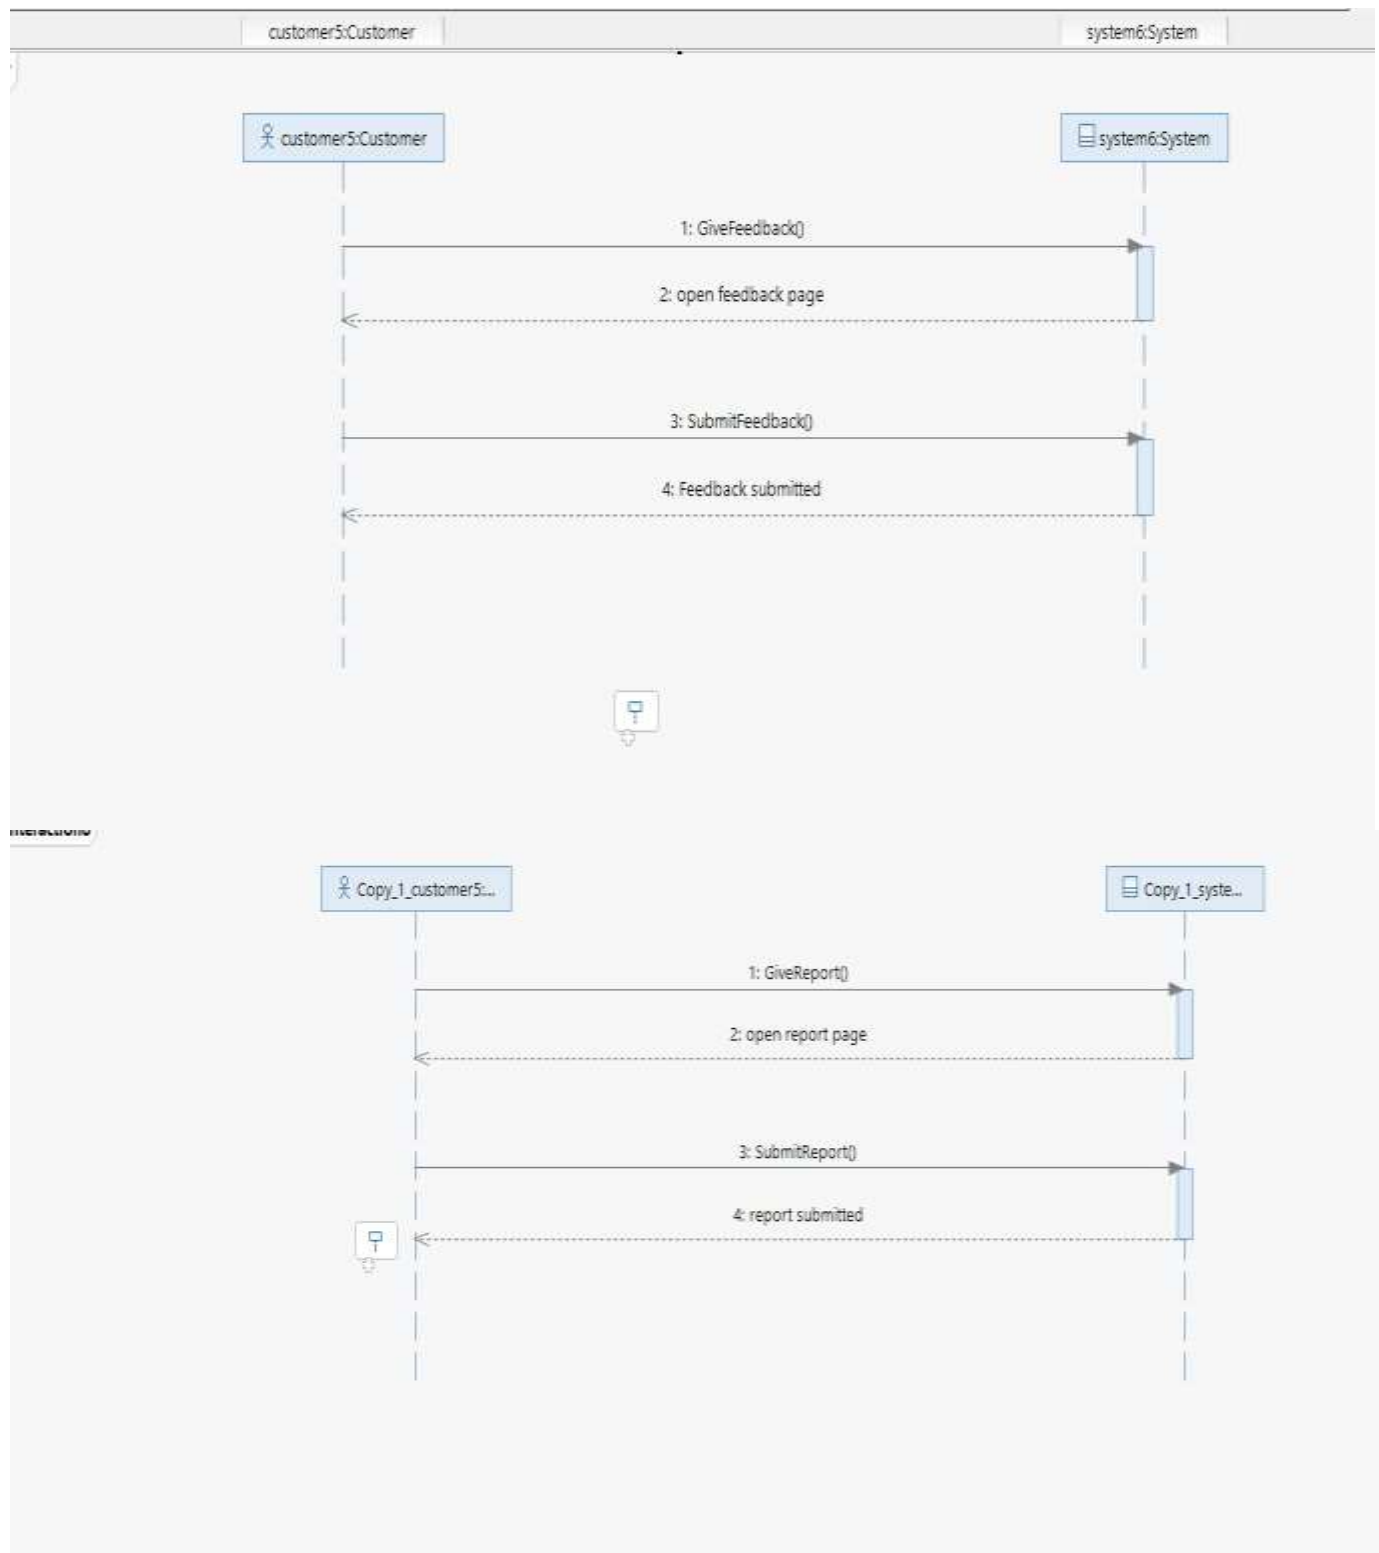 customer5:Customer system6:System
customer5:Customer system6:System
1: GiveFeedback()
2: open feedback page
3: SubmitFeedback()
4: Feedback submitted
Copy_1_customer5:... Copy_1_syste...
1: GiveReport()
2: open report page
3: SubmitReport()
4: report submitted